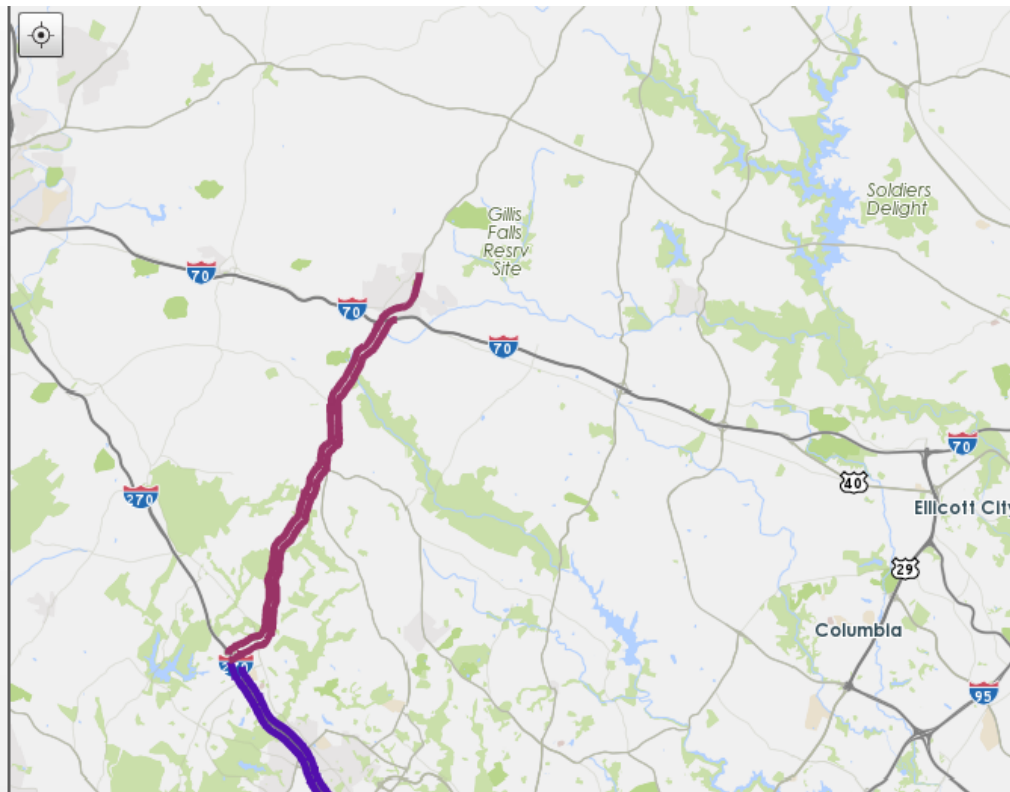 Soldiers
Delight
Gillis
Falls
Resrv
Site
70
70
70
70
270
40
Ellicott City
29
Columbia
95